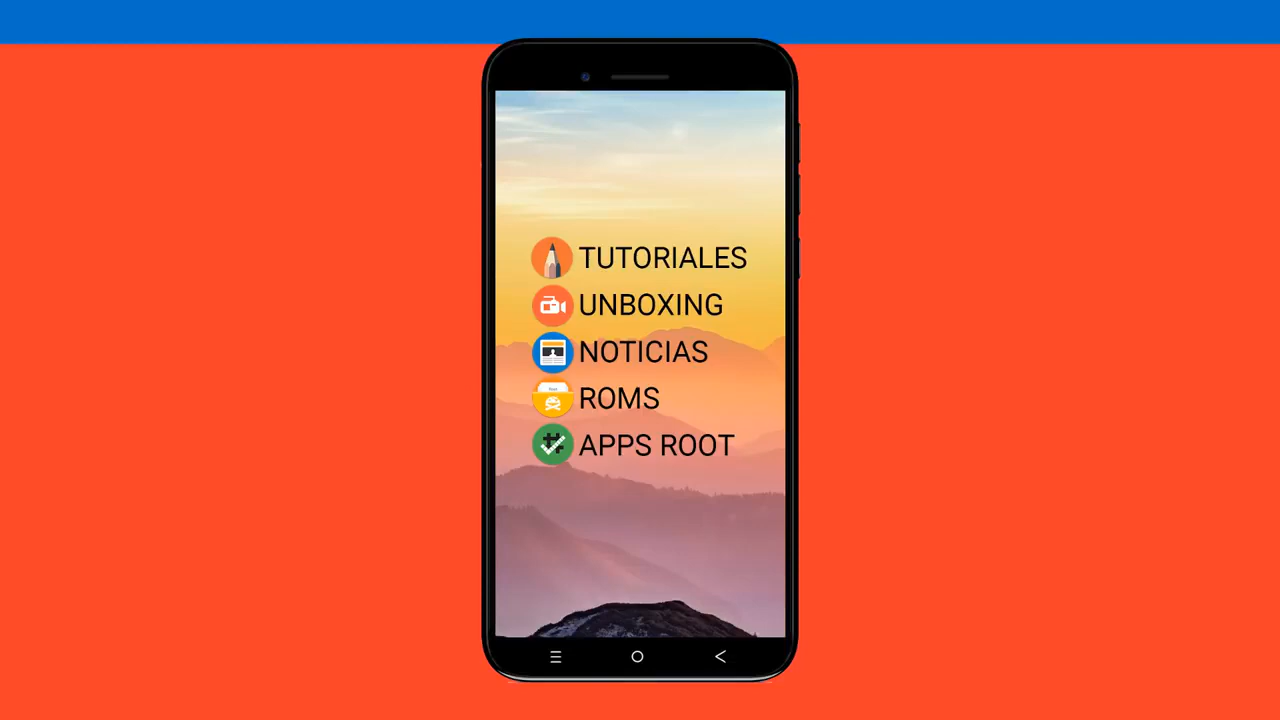 TUTORIALES
UNBOXING
NOTICIAS
ROMS
APPS ROOT